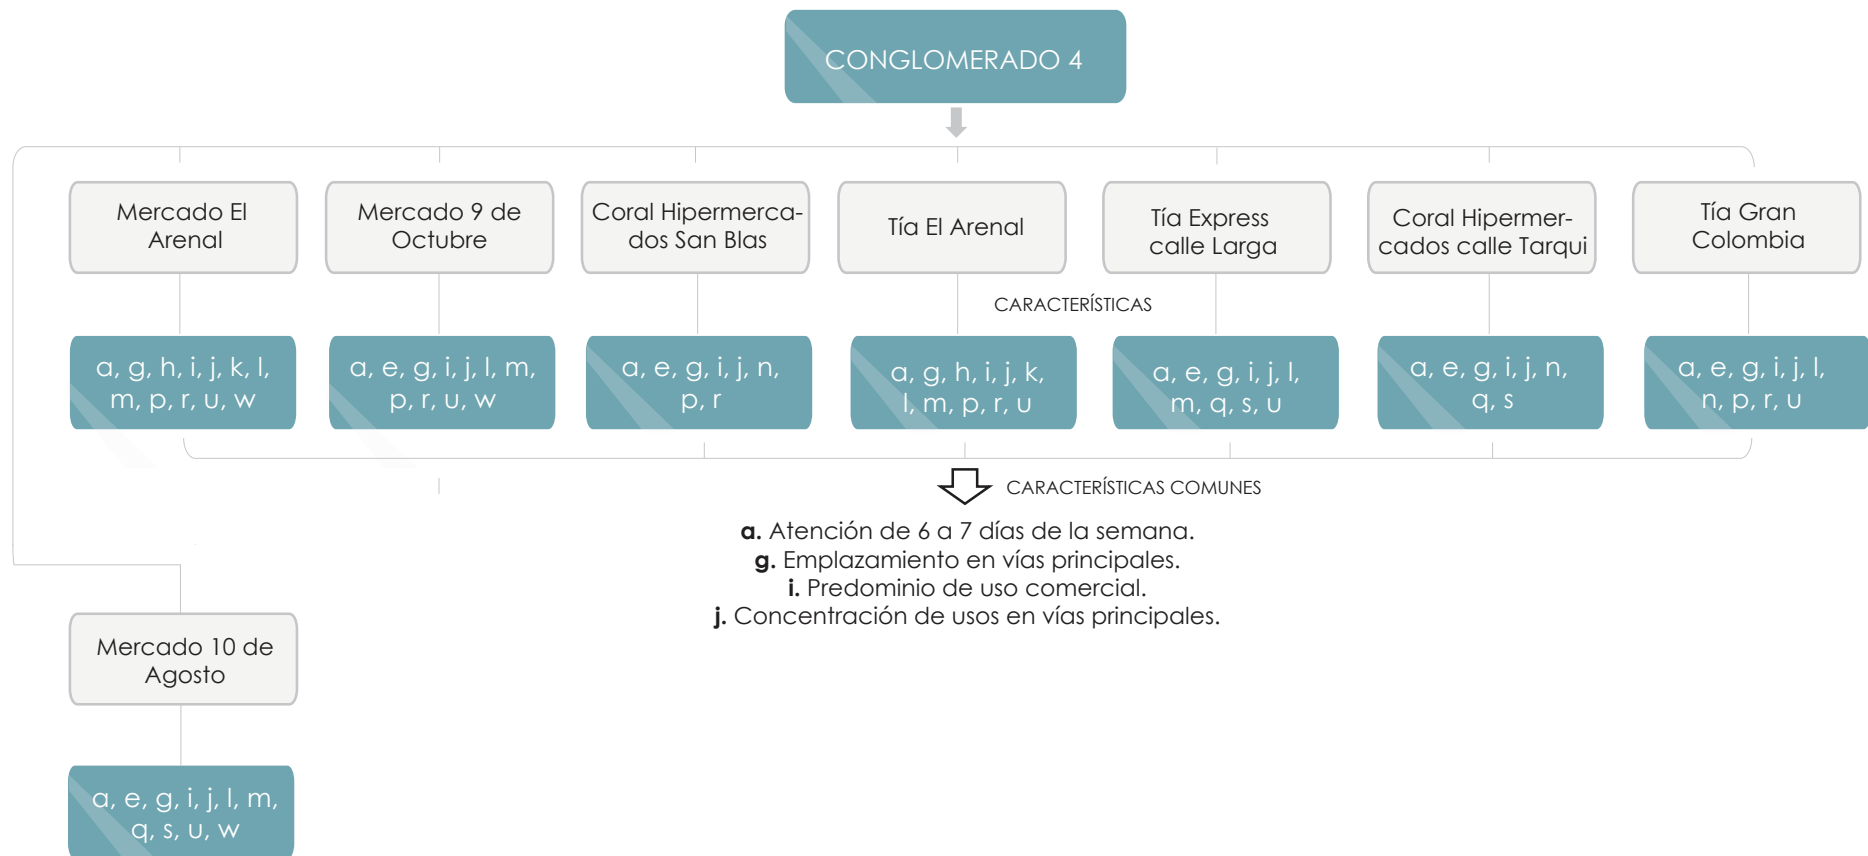 CONGLOMERADO 4
Mercado El
Arenal
Mercado 9 de
Octubre
Coral Hipermerca-
dos San Blas
Tía El Arenal
Tía Express
calle Larga
Coral Hipermer-
cados calle Tarqui
Tía Gran
Colombia
CARACTERÍSTICAS
a, g, h, i, j, k, l,
m, p, r, u, w
a, e, g, i, j, l, m,
p, r, u, w
a, e, g, i, j, n,
p, r
a, g, h, i, j, k,
l, m, p, r, u
a, e, g, i, j, l,
m, q, s, u
a, e, g, i, j, n,
q, s
a, e, g, i, j, l,
n, p, r, u
CARACTERÍSTICAS COMUNES
a. Atención de 6 a 7 días de la semana.
g. Emplazamiento en vías principales.
i. Predominio de uso comercial.
j. Concentración de usos en vías principales.
Mercado 10 de
Agosto
a, e, g, i, j, l, m,
q, s, u, w